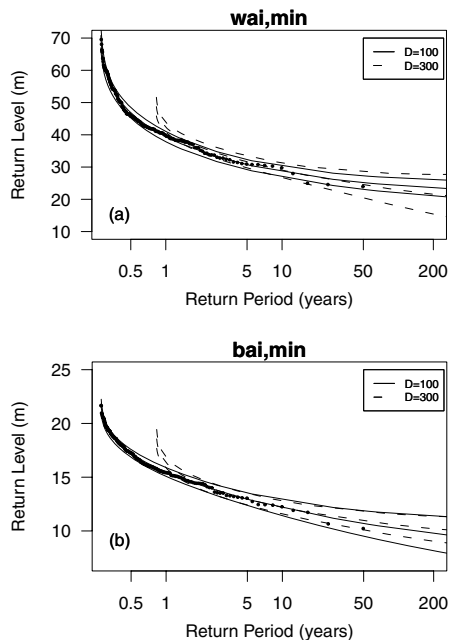 wai,min
Return Level (m)
70
60
50
40
30
20
10
D=100
D=300
(a)
0.5 1 5 10 50 200
Return Period (years)
bai,min
Return Level (m)
25
20
15
10
D=100
D=300
(b)
0.5 1 5 10 50 200
Return Period (years)